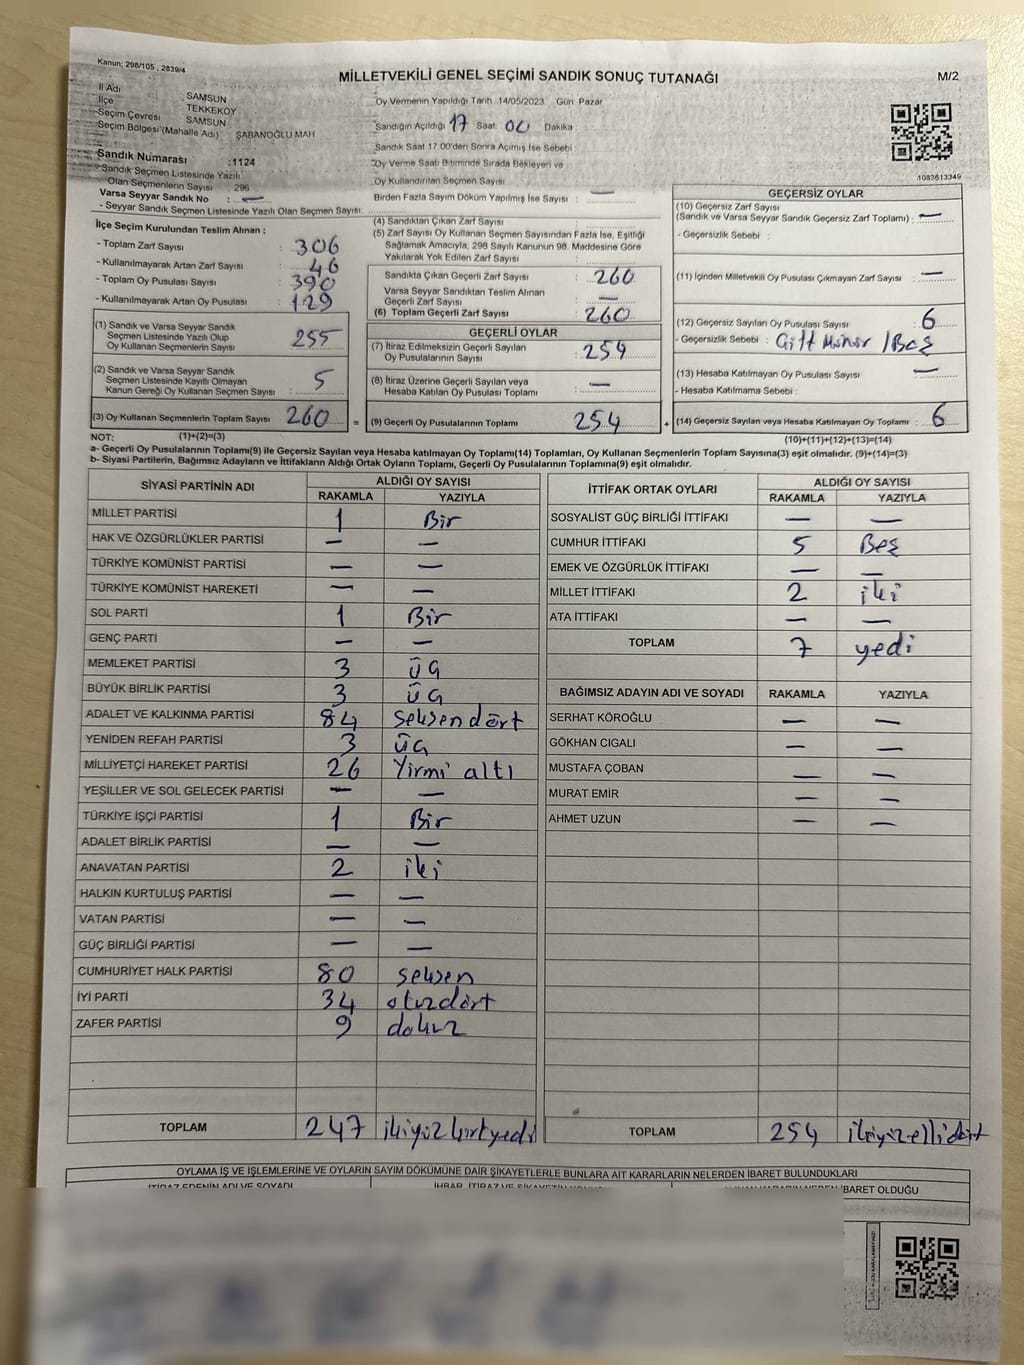 Kanun; 298/105 , 2839/4
MİLLETVEKİLİ GENEL SEÇİMİ SANDIK SONUÇ TUTANAĞI
M/2
İl Adı : SAMSUN
İlçe : TEKKEKÖY
Seçim Çevresi : SAMSUN
Seçim Bölgesi (Mahalle Adı) : ŞABANOĞLU MAH
Sandık Numarası :1124
Sandık Seçmen Listesinde Yazılı
Olan Seçmenlerin Sayısı : 296
Varsa Seyyar Sandık No : —
- Seyyar Sandık Seçmen Listesinde Yazılı Olan Seçmen Sayısı:
Oy Vermenin Yapıldığı Tarih 14/05/2023 Gün: Pazar
Sandığın Açıldığı 17 Saat: 00 Dakika
Sandık Saat 17:00'den Sonra Açımış İse Sebebi :
Oy Verme Saati Bitiminde Sırada Bekleyen ve
Oy Kullandırılan Seçmen Sayısı :
Birden Fazla Sayım Döküm Yapılmış İse Sayısı : —
1083613349
İlçe Seçim Kurulundan Teslim Alınan ;
- Toplam Zarf Sayısı : 306
- Kullanılmayarak Artan Zarf Sayısı : 46
- Toplam Oy Pusulası Sayısı : 390
- Kullanılmayarak Artan Oy Pusulası : 129
(1) Sandık ve Varsa Seyyar Sandık
Seçmen Listesinde Yazılı Olup
Oy Kullanan Seçmenlerin Sayısı : 255
(2) Sandık ve Varsa Seyyar Sandık
Seçmen Listesinde Kayıtlı Olmayan
Kanun Gereği Oy Kullanan Seçmen Sayısı : 5
(3) Oy Kullanan Seçmenlerin Toplam Sayısı : 260 =
(1)+(2)=(3)
(4) Sandıktan Çıkan Zarf Sayısı :
(5) Zarf Sayısı Oy Kullanan Seçmen Sayısından Fazla İse, Eşitliği
Sağlamak Amacıyla, 298 Sayılı Kanunun 98. Maddesine Göre
Yakılarak Yok Edilen Zarf Sayısı :
Sandıkta Çıkan Geçerli Zarf Sayısı : 260
Varsa Seyyar Sandıktan Teslim Alınan
Geçerli Zarf Sayısı : —
(6) Toplam Geçerli Zarf Sayısı : 260
GEÇERLİ OYLAR
(7) İtiraz Edilmeksizin Geçerli Sayılan
Oy Pusulalarının Sayısı : 254
(8) İtiraz Üzerine Geçerli Sayılan veya
Hesaba Katılan Oy Pusulası Toplamı : —
(9) Geçerli Oy Pusulalarının Toplamı : 254 +
GEÇERSİZ OYLAR
(10) Geçersiz Zarf Sayısı
(Sandık ve Varsa Seyyar Sandık Geçersiz Zarf Toplamı) : —
- Geçersizlik Sebebi :
(11) İçinden Milletvekili Oy Pusulası Çıkmayan Zarf Sayısı : —
(12) Geçersiz Sayılan Oy Pusulası Sayısı : 6
- Geçersizlik Sebebi : Çift Mühür / Boş
(13) Hesaba Katılmayan Oy Pusulası Sayısı : —
- Hesaba Katılmama Sebebi :
(14) Geçersiz Sayılan veya Hesaba Katılmayan Oy Toplamı : 6
(10)+(11)+(12)+(13)=(14)
NOT:
a- Geçerli Oy Pusulalarının Toplamı(9) ile Geçersiz Sayılan veya Hesaba katılmayan Oy Toplamı(14) Toplamları, Oy Kullanan Seçmenlerin Toplam Sayısına(3) eşit olmalıdır. (9)+(14)=(3)
b- Siyasi Partilerin, Bağımsız Adayların ve İttifakların Aldığı Ortak Oyların Toplamı, Geçerli Oy Pusulalarının Toplamına(9) eşit olmalıdır.
SİYASİ PARTİNİN ADI ALDIĞI OY SAYISI
RAKAMLA YAZIYLA
MİLLET PARTİSİ 1 Bir
HAK VE ÖZGÜRLÜKLER PARTİSİ — —
TÜRKİYE KOMÜNİST PARTİSİ — —
TÜRKİYE KOMÜNİST HAREKETİ — —
SOL PARTİ 1 Bir
GENÇ PARTİ — —
MEMLEKET PARTİSİ 3 üç
BÜYÜK BİRLİK PARTİSİ 3 üç
ADALET VE KALKINMA PARTİSİ 84 seksendört
YENİDEN REFAH PARTİSİ 3 üç
MİLLİYETÇİ HAREKET PARTİSİ 26 Yirmi altı
YEŞİLLER VE SOL GELECEK PARTİSİ — —
TÜRKİYE İŞÇİ PARTİSİ 1 Bir
ADALET BİRLİK PARTİSİ — —
ANAVATAN PARTİSİ 2 iki
HALKIN KURTULUŞ PARTİSİ — —
VATAN PARTİSİ — —
GÜÇ BİRLİĞİ PARTİSİ — —
CUMHURİYET HALK PARTİSİ 80 seksen
İYİ PARTİ 34 otuzdört
ZAFER PARTİSİ 9 dokuz
TOPLAM 247 ikiyüzkırkyedi
İTTİFAK ORTAK OYLARI ALDIĞI OY SAYISI
RAKAMLA YAZIYLA
SOSYALİST GÜÇ BİRLİĞİ İTTİFAKI — —
CUMHUR İTTİFAKI 5 Beş
EMEK VE ÖZGÜRLÜK İTTİFAKI — —
MİLLET İTTİFAKI 2 iki
ATA İTTİFAKI — —
TOPLAM 7 yedi
BAĞIMSIZ ADAYIN ADI VE SOYADI RAKAMLA YAZIYLA
SERHAT KÖROĞLU — —
GÖKHAN CIGALI — —
MUSTAFA ÇOBAN — —
MURAT EMİR — —
AHMET UZUN — —
TOPLAM 254 ikiyüzellidört
OYLAMA İŞ VE İŞLEMLERİNE VE OYLARIN SAYIM DÖKÜMÜNE DAİR ŞİKAYETLERLE BUNLARA AİT KARARLARIN NELERDEN İBARET BULUNDUKLARI
İTİRAZ EDENİN ADI VE SOYADI
İHBAR, İTİRAZ VE ŞİKAYETİN
İBARET OLDUĞU